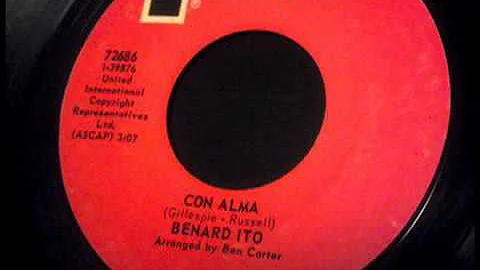 72686
1-39876
United
International
Copyright
Representatives
Ltd.
(ASCAP) 3:07
CON ALMA
(Gillespie - Russell)
BENARD ITO
Arranged by Ben Carter